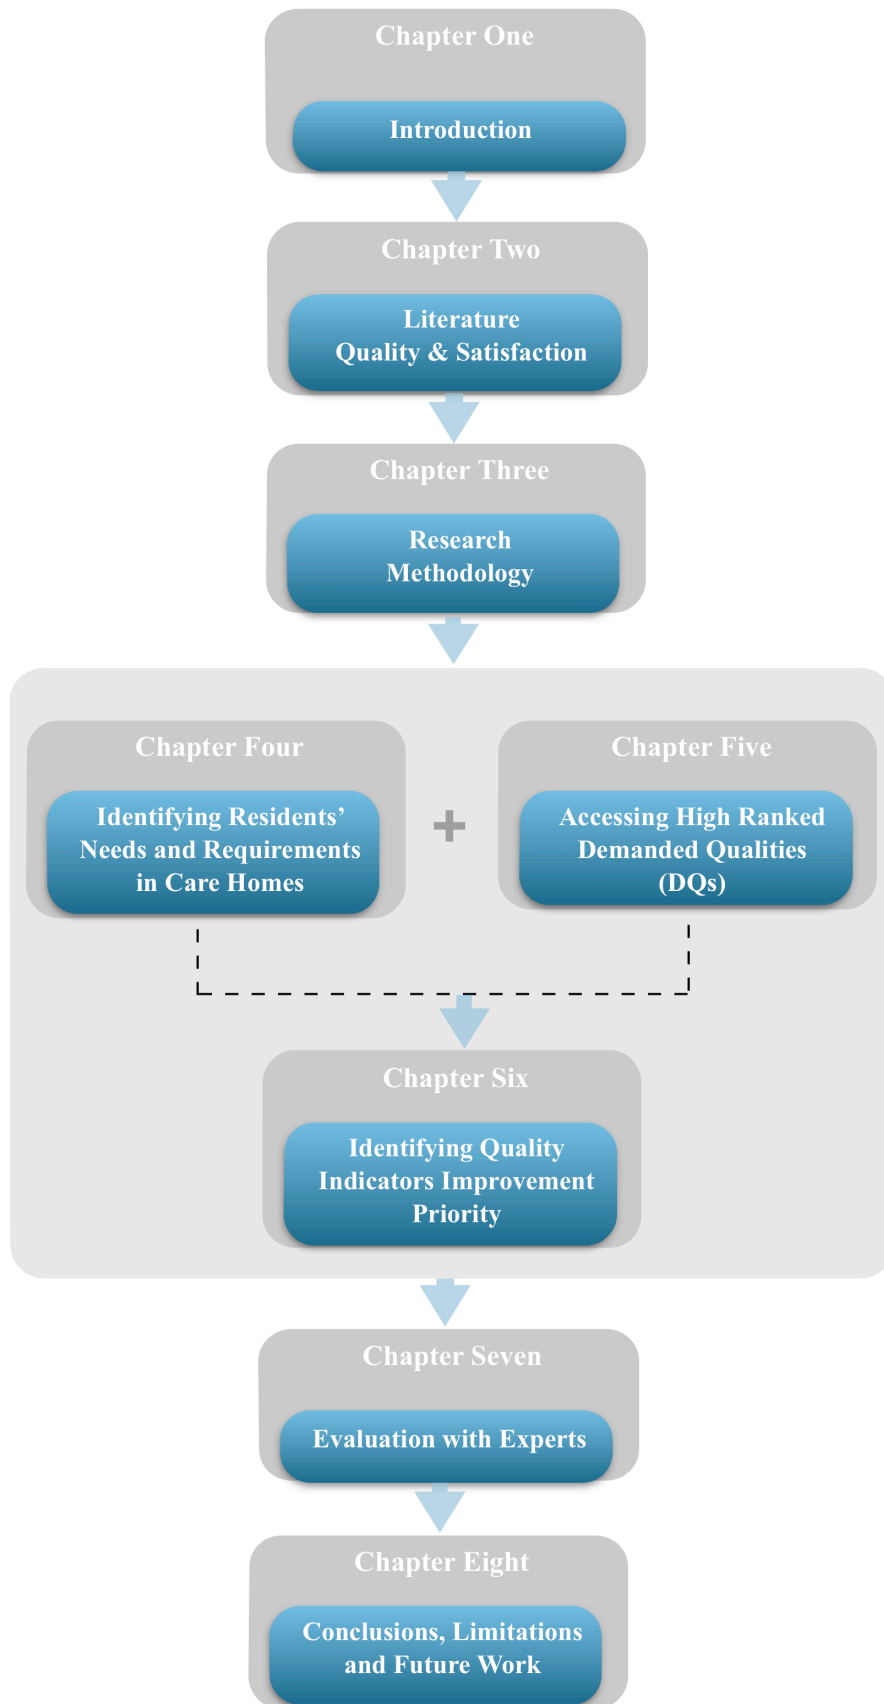 Chapter One
Introduction
Chapter Two
Literature
Quality & Satisfaction
Chapter Three
Research
Methodology
Chapter Four
Identifying Residents’
Needs and Requirements
in Care Homes
+
Chapter Five
Accessing High Ranked
Demanded Qualities
(DQs)
Chapter Six
Identifying Quality
Indicators Improvement
Priority
Chapter Seven
Evaluation with Experts
Chapter Eight
Conclusions, Limitations
and Future Work